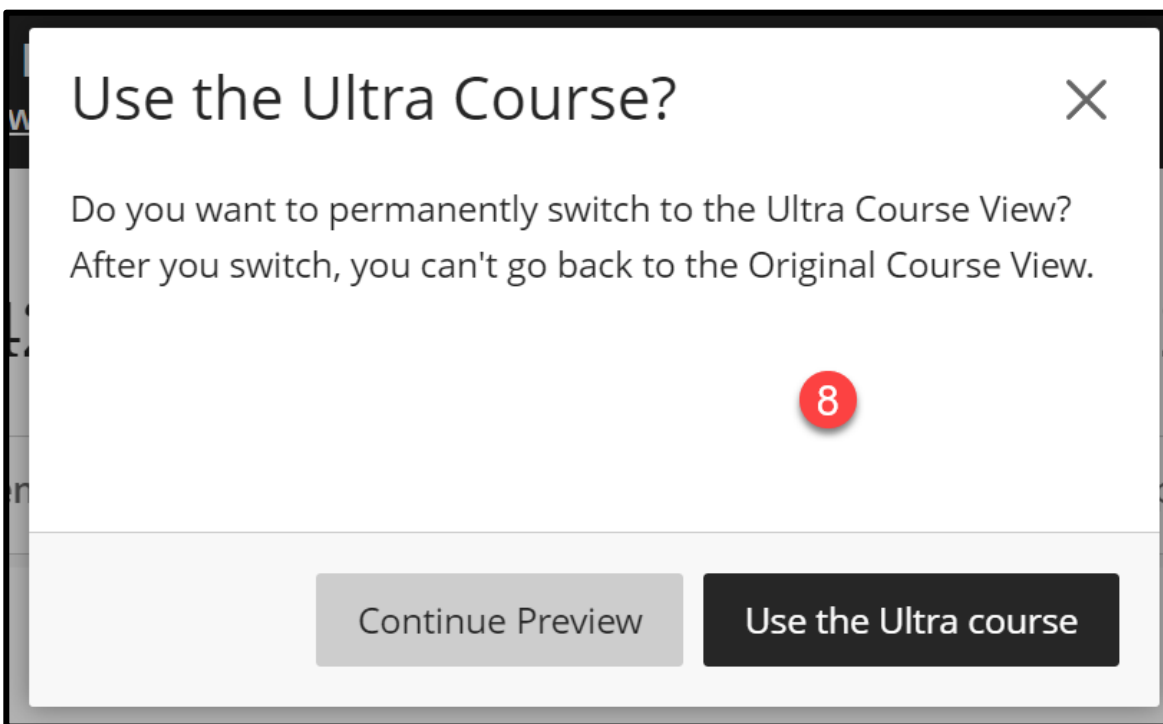 Use the Ultra Course?
Do you want to permanently switch to the Ultra Course View?
After you switch, you can't go back to the Original Course View.
8
Continue Preview
Use the Ultra course